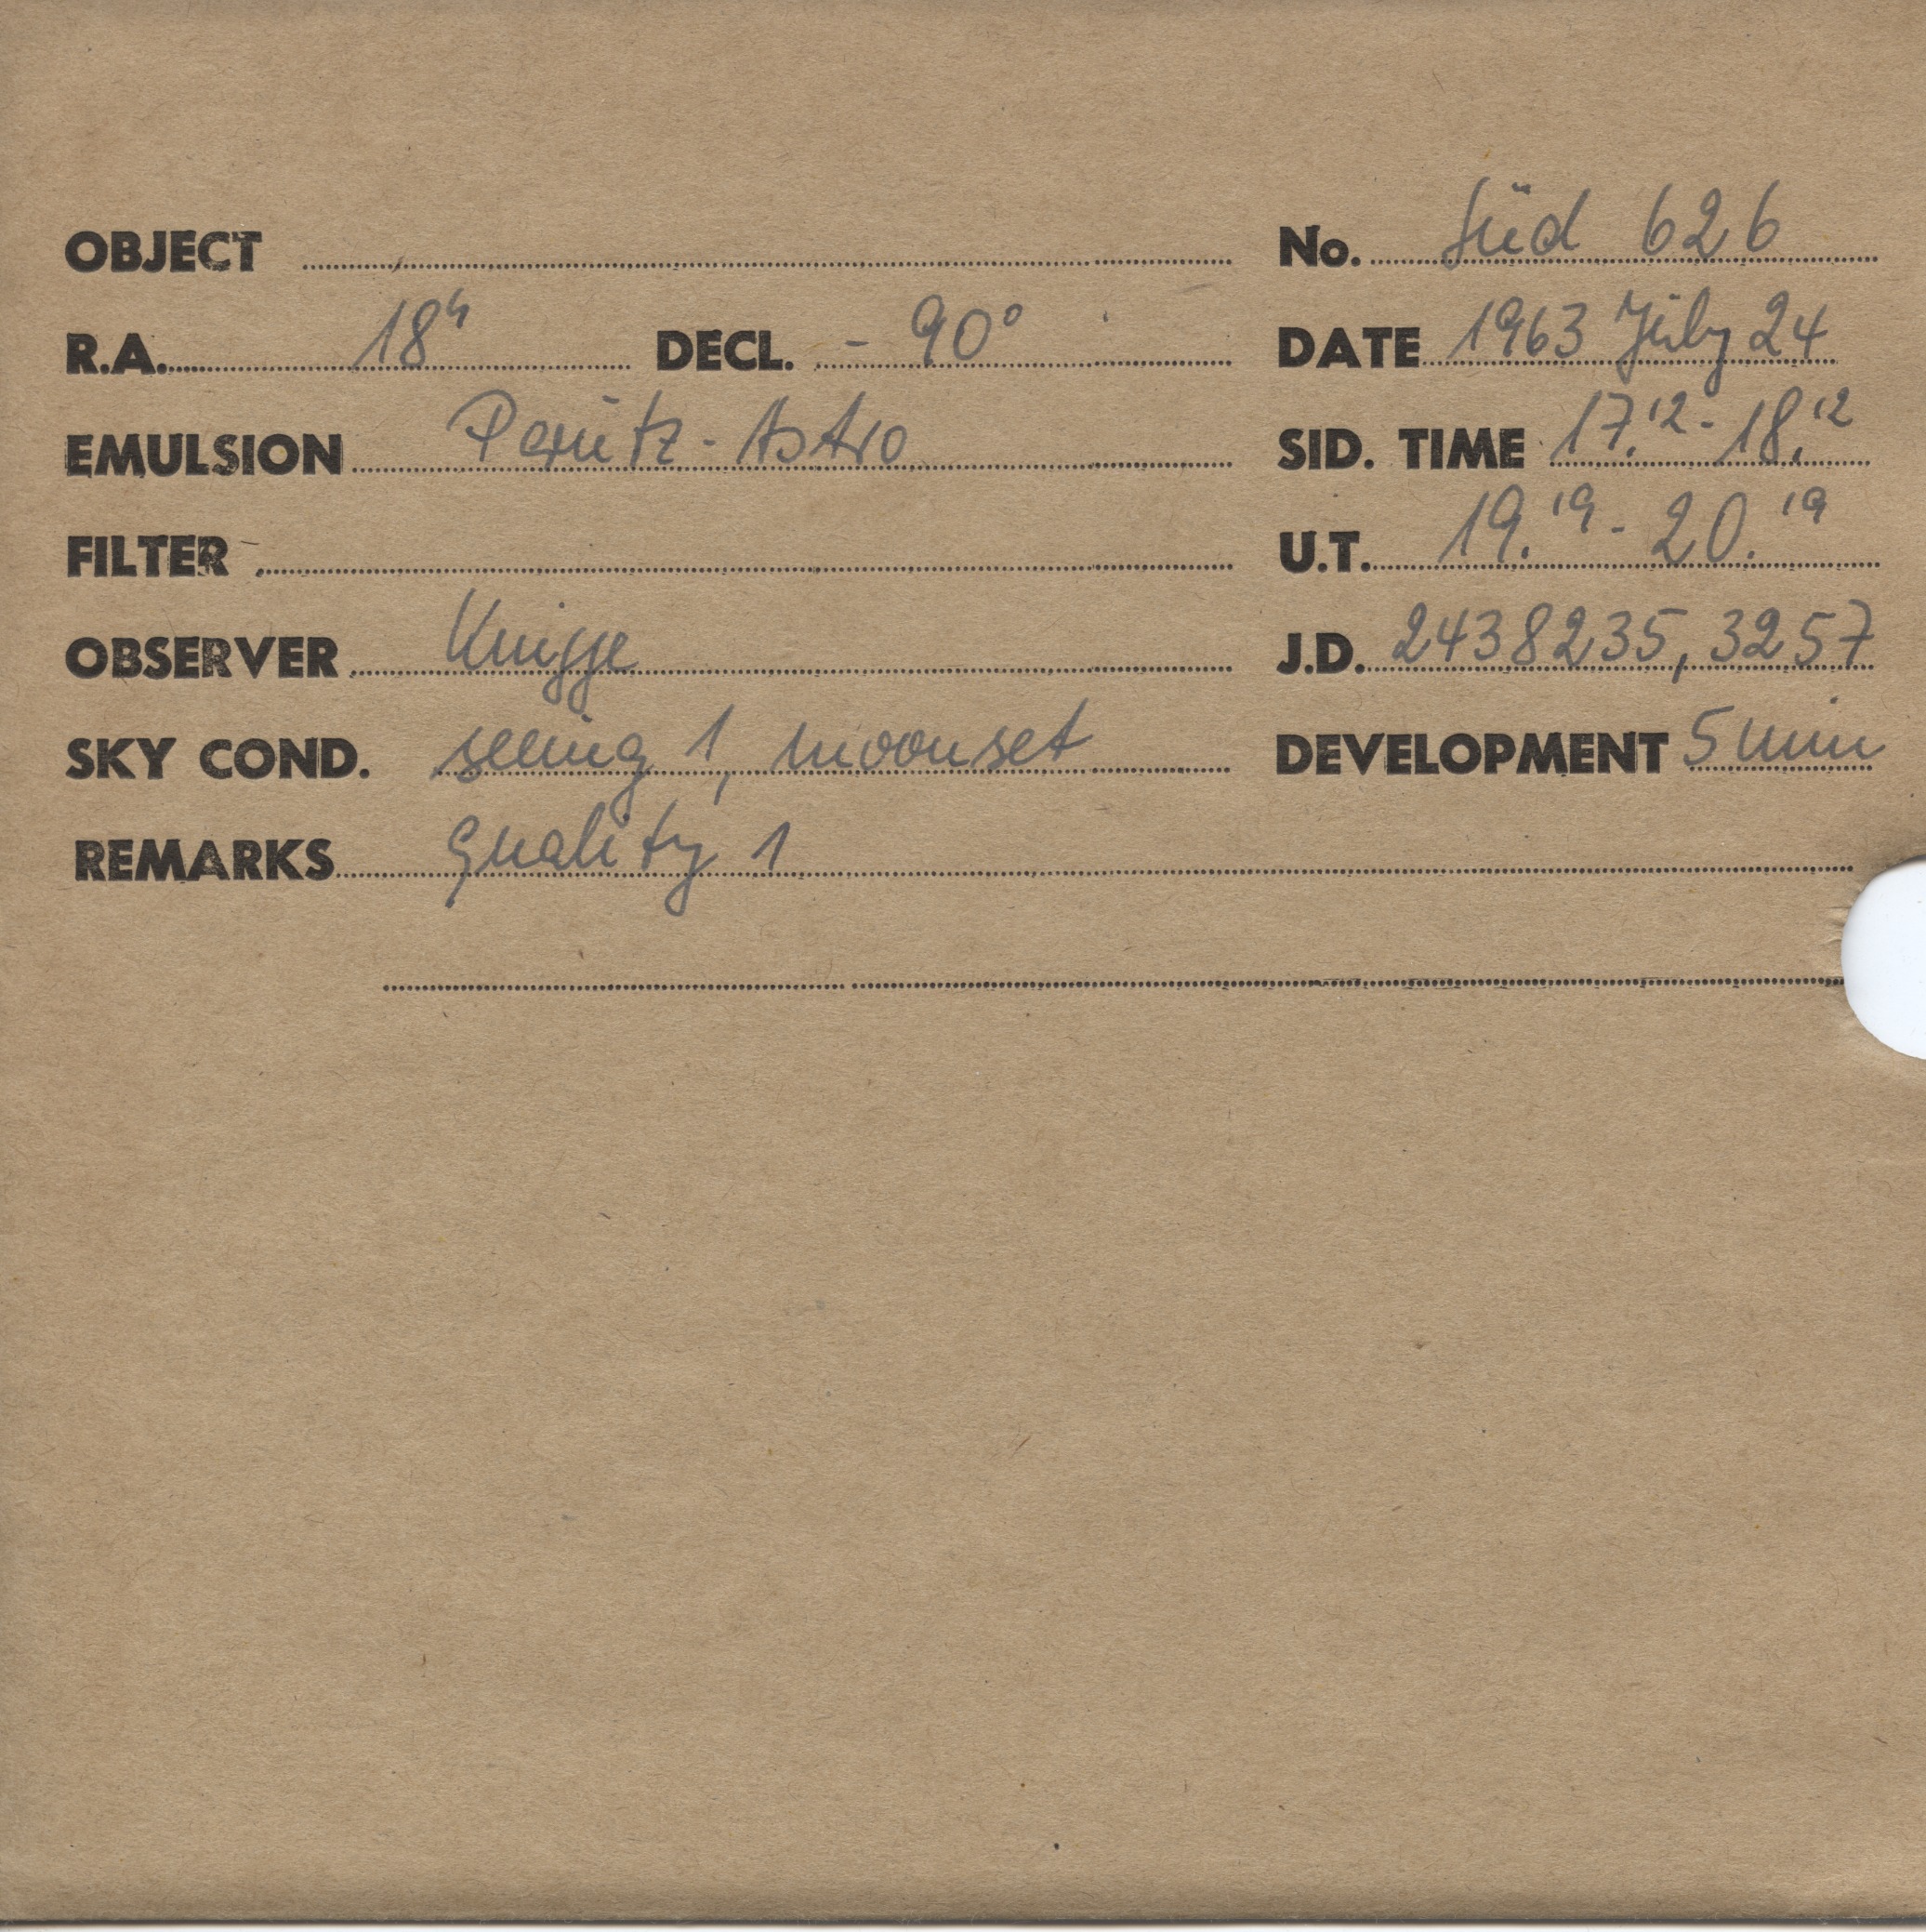 OBJECT No. Süd 626
R.A. 18h DECL. - 90° DATE 1963 July 24
EMULSION Perutz-Astro SID. TIME 17.12 - 18.12
FILTER - U.T. 19.19 - 20.19
OBSERVER Knigge J.D. 2438235,3257
SKY COND. seeing 1, moonset DEVELOPMENT 5 min
REMARKS quality 1